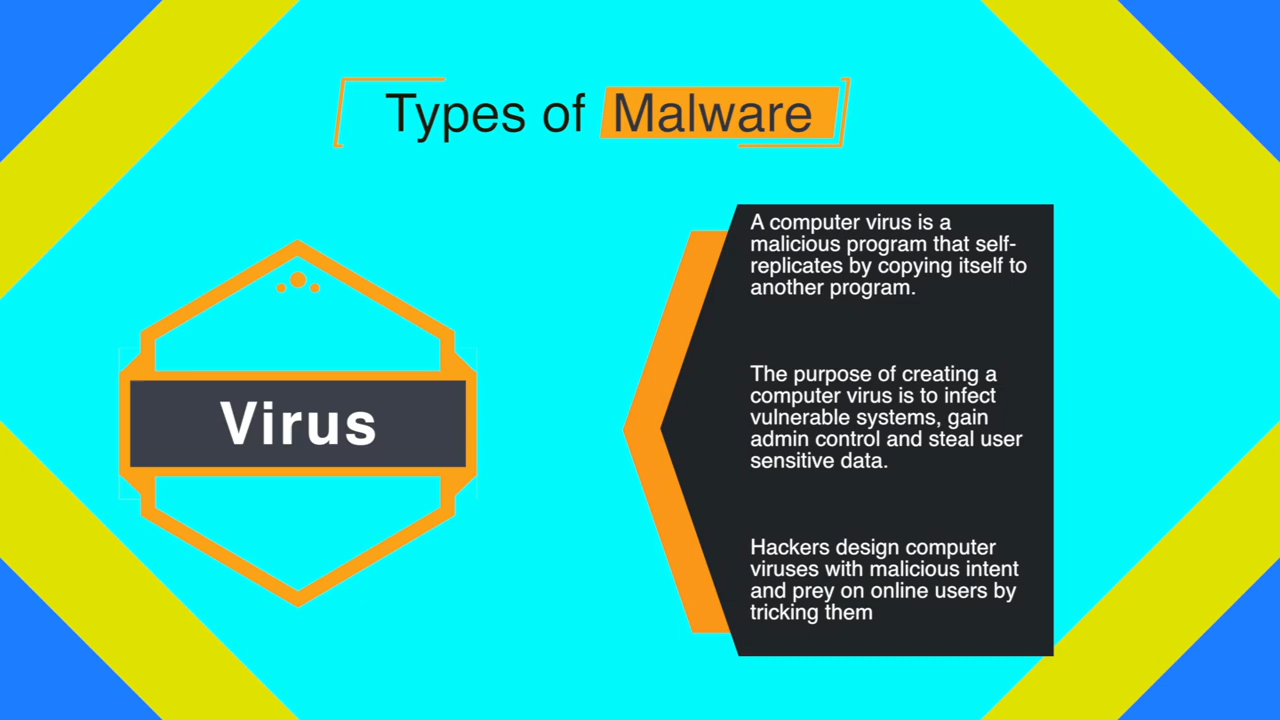 Types of Malware
Virus
A computer virus is a
malicious program that self-
replicates by copying itself to
another program.
The purpose of creating a
computer virus is to infect
vulnerable systems, gain
admin control and steal user
sensitive data.
Hackers design computer
viruses with malicious intent
and prey on online users by
tricking them